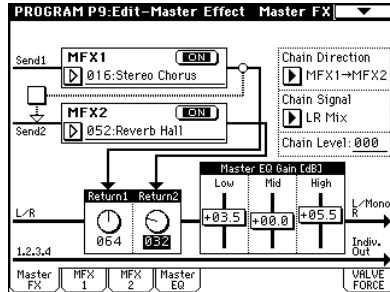 PROGRAM P9:Edit-Master Effect Master FX
Send1
MFX1 ON
016:Stereo Chorus
Chain Direction
MFX1→MFX2
Chain Signal
LR Mix
Chain Level: 000
MFX2 ON
Send2
052:Reverb Hall
Master EQ Gain [dB]
Low Mid High
Return1 Return2
L/R
+03.5 +00.0 +05.5
L/Mono
R
064 032
1.2.3.4
Indiv.
Out
Master FX
MFX 1
MFX 2
Master EQ
VALVE FORCE